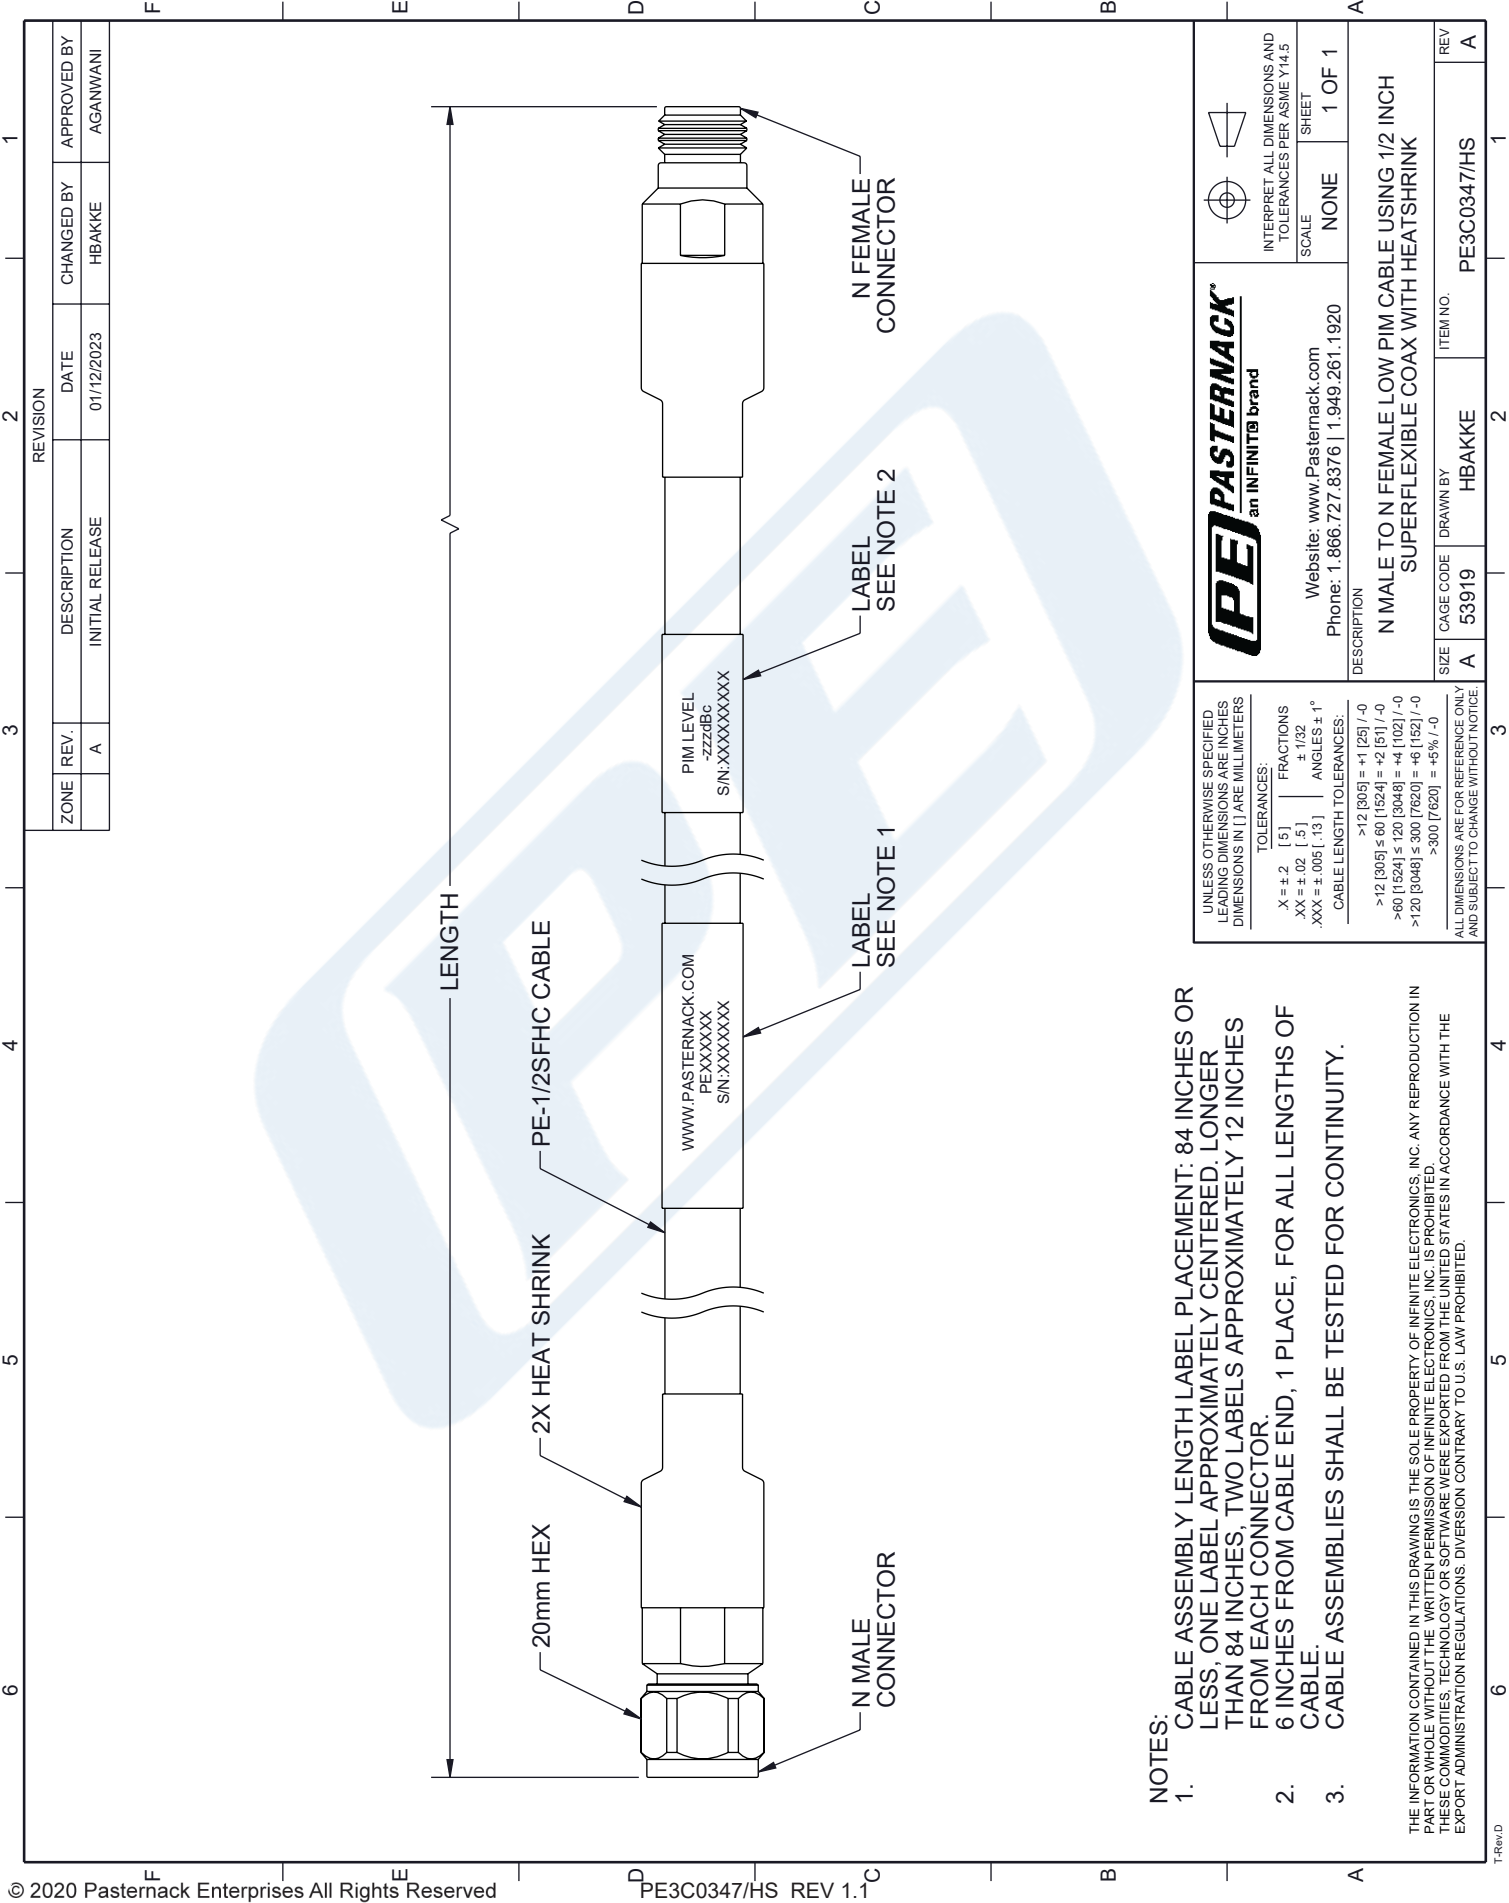 REVISION
ZONE REV. DESCRIPTION DATE CHANGED BY APPROVED BY
A INITIAL RELEASE 01/12/2023 HBAKKE AGANWANI
6 5 4 3 2 1
F
E
D
C
B
A
LENGTH
20mm HEX
2X HEAT SHRINK
PE-1/2SFHC CABLE
WWW.PASTERNACK.COM
PEXXXXXX
S/N:XXXXXXX
PIM LEVEL
-zzzdBc
S/N:XXXXXXXXX
N MALE
CONNECTOR
LABEL
SEE NOTE 1
LABEL
SEE NOTE 2
N FEMALE
CONNECTOR
NOTES:
1. CABLE ASSEMBLY LENGTH LABEL PLACEMENT: 84 INCHES OR
LESS, ONE LABEL APPROXIMATELY CENTERED. LONGER
THAN 84 INCHES, TWO LABELS APPROXIMATELY 12 INCHES
FROM EACH CONNECTOR.
2. 6 INCHES FROM CABLE END, 1 PLACE, FOR ALL LENGTHS OF
CABLE.
3. CABLE ASSEMBLIES SHALL BE TESTED FOR CONTINUITY.
THE INFORMATION CONTAINED IN THIS DRAWING IS THE SOLE PROPERTY OF INFINITE ELECTRONICS, INC. ANY REPRODUCTION IN
PART OR WHOLE WITHOUT THE WRITTEN PERMISSION OF INFINITE ELECTRONICS, INC. IS PROHIBITED.
THESE COMMODITIES, TECHNOLOGY OR SOFTWARE WERE EXPORTED FROM THE UNITED STATES IN ACCORDANCE WITH THE
EXPORT ADMINISTRATION REGULATIONS. DIVERSION CONTRARY TO U.S. LAW PROHIBITED.
UNLESS OTHERWISE SPECIFIED
LEADING DIMENSIONS ARE INCHES
DIMENSIONS IN [ ] ARE MILLIMETERS
TOLERANCES:
.X = ± .2 [ 5 ] FRACTIONS
.XX = ± .02 [ .5 ] ± 1/32
.XXX = ± .005 [ .13 ] ANGLES ± 1°
CABLE LENGTH TOLERANCES:
>12 [305] = +1 [25] / -0
>12 [305] ≤ 60 [1524] = +2 [51] / -0
>60 [1524] ≤ 120 [3048] = +4 [102] / -0
>120 [3048] ≤ 300 [7620] = +6 [152] / -0
>300 [7620] = +5% / -0
ALL DIMENSIONS ARE FOR REFERENCE ONLY
AND SUBJECT TO CHANGE WITHOUT NOTICE.
PE PASTERNACK®
an INFINIT® brand
Website: www.Pasternack.com
Phone: 1.866.727.8376 | 1.949.261.1920
INTERPRET ALL DIMENSIONS AND
TOLERANCES PER ASME Y14.5
SCALE NONE
SHEET 1 OF 1
DESCRIPTION
N MALE TO N FEMALE LOW PIM CABLE USING 1/2 INCH
SUPERFLEXIBLE COAX WITH HEATSHRINK
SIZE A
CAGE CODE 53919
DRAWN BY HBAKKE
ITEM NO. PE3C0347/HS
REV A
6 5 4 3 2 1
F
E
D
C
B
A
T-Rev.D
PE
© 2020 Pasternack Enterprises All Rights Reserved
PE3C0347/HS REV 1.1